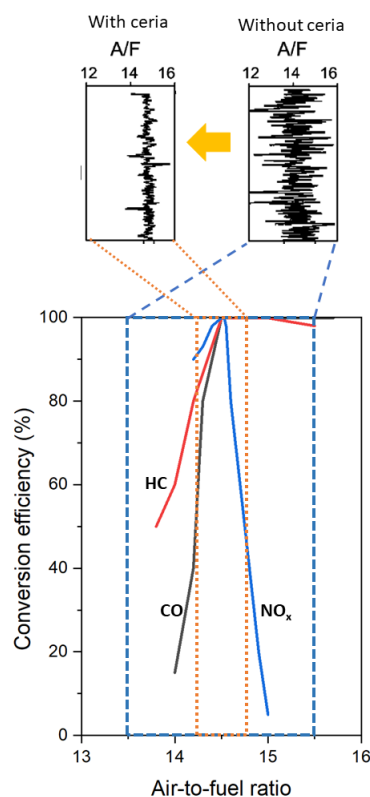 With ceria
Without ceria
A/F
A/F
12 14 16
12 14 16
100
80
60
40
20
0
Conversion efficiency (%)
HC
CO
NOx
13 14 15 16
Air-to-fuel ratio